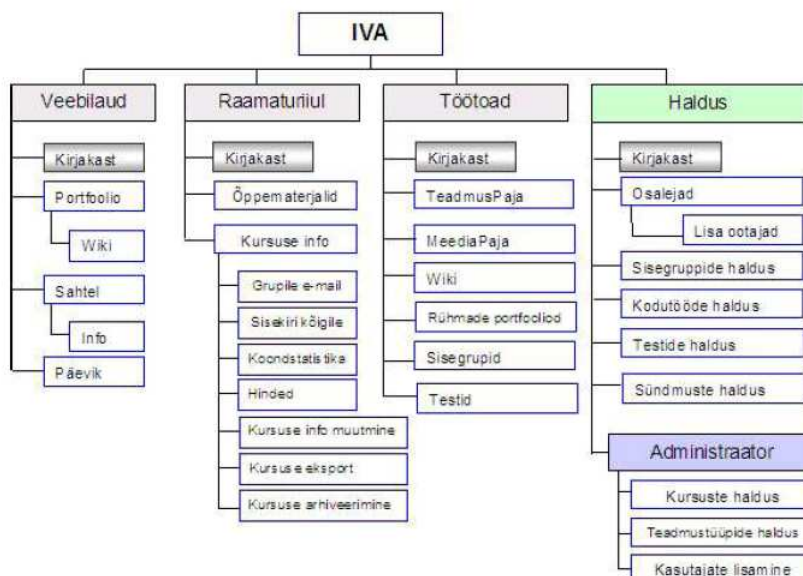 IVA
Veebilaud
Kirjakast
Portfoolio
Wiki
Sahtel
Info
Päevik
Raamaturiiul
Kirjakast
Õppematerjalid
Kursuse info
Grupile e-mail
Sisekiri kõigile
Koondstatistika
Hinded
Kursuse info muutmine
Kursuse eksport
Kursuse arhiveerimine
Töötoad
Kirjakast
TeadmusPaja
MeediaPaja
Wiki
Rühmade portfooliod
Sisegrupid
Testid
Haldus
Kirjakast
Osalejad
Lisa ootajad
Sisegruppide haldus
Kodutööde haldus
Testide haldus
Sündmuste haldus
Administraator
Kursuste haldus
Teadmustüüpide haldus
Kasutajate lisamine